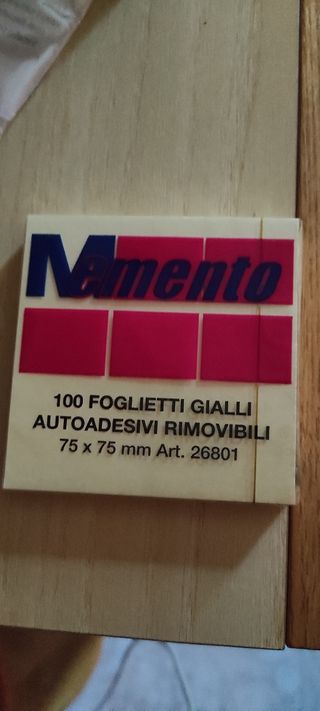 Memento
100 FOGLIETTI GIALLI
AUTOADESIVI RIMOVIBILI
75 x 75 mm Art. 26801